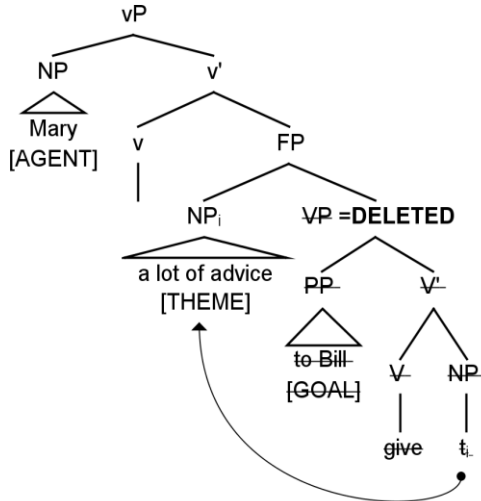 vP
NP v'
Mary
[AGENT]
v FP
NPᵢ VP =DELETED
a lot of advice
[THEME]
PP V'
to Bill
[GOAL]
V NP
give tᵢ